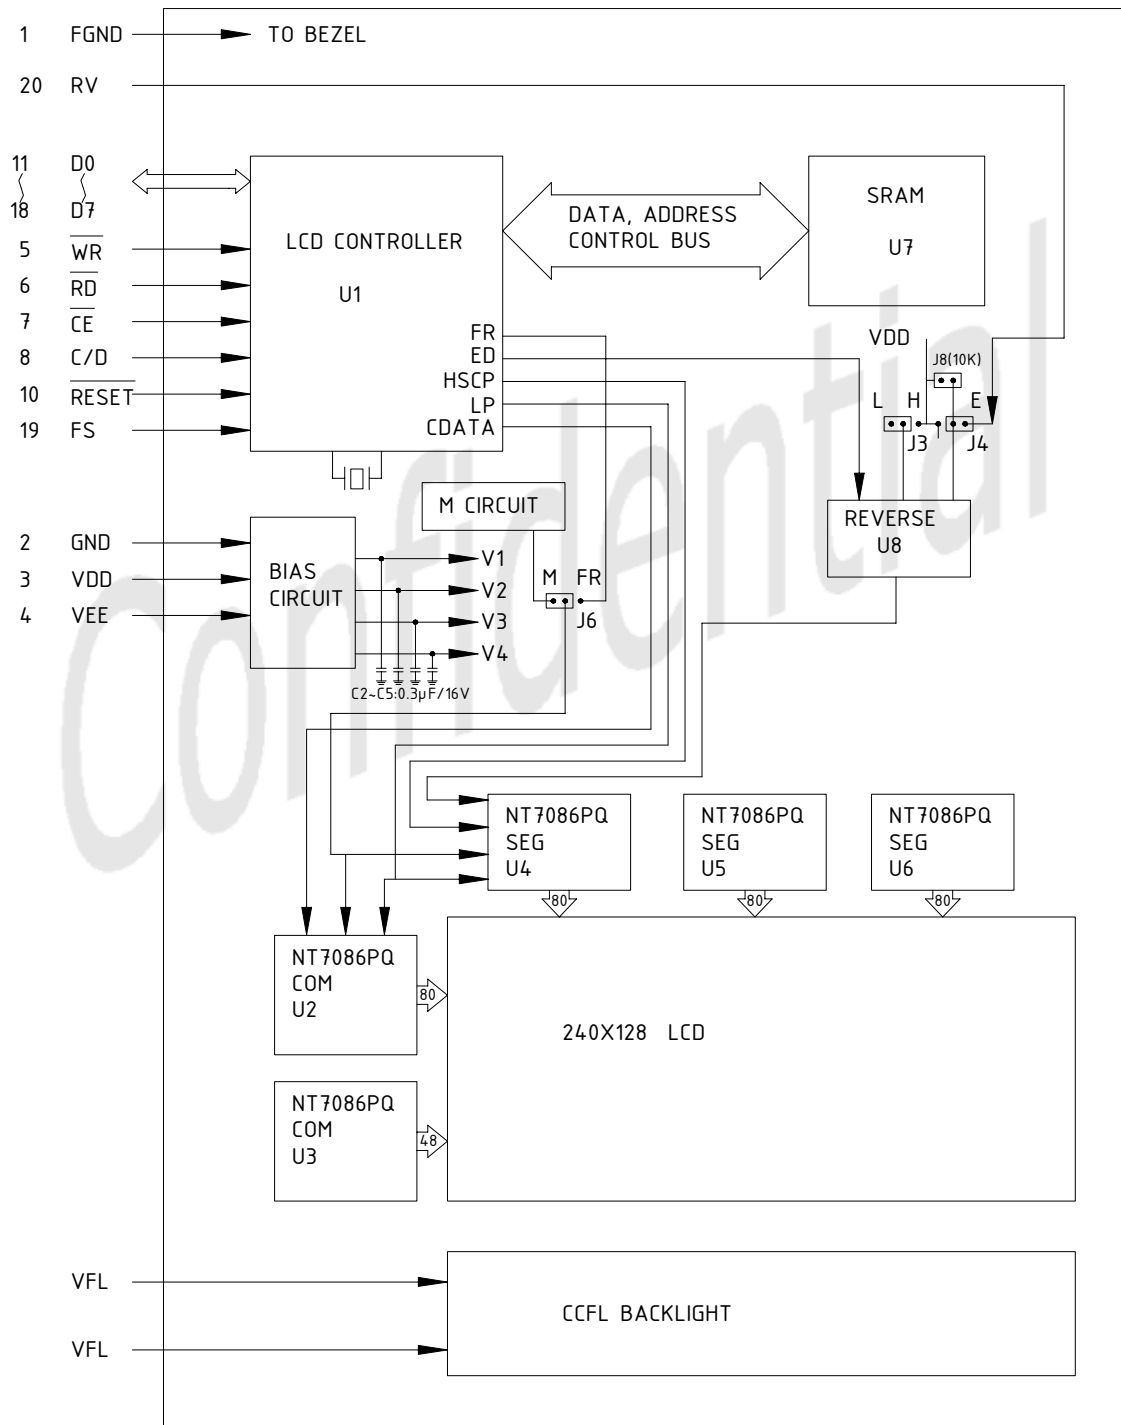 1 FGND TO BEZEL
20 RV
11 D0
18 D7
5 WR
6 RD
7 CE
8 C/D
10 RESET
19 FS
LCD CONTROLLER
U1
FR
ED
HSCP
LP
CDATA
DATA, ADDRESS
CONTROL BUS
SRAM
U7
VDD
J8(10K)
L H E
J3 J4
REVERSE
U8
M CIRCUIT
M FR
J6
2 GND
3 VDD
4 VEE
BIAS
CIRCUIT
V1
V2
V3
V4
C2~C5:0.3µF/16V
NT7086PQ
SEG
U4
NT7086PQ
SEG
U5
NT7086PQ
SEG
U6
80 80 80
NT7086PQ
COM
U2
80
240X128 LCD
NT7086PQ
COM
U3
48
VFL
CCFL BACKLIGHT
VFL
Confidential